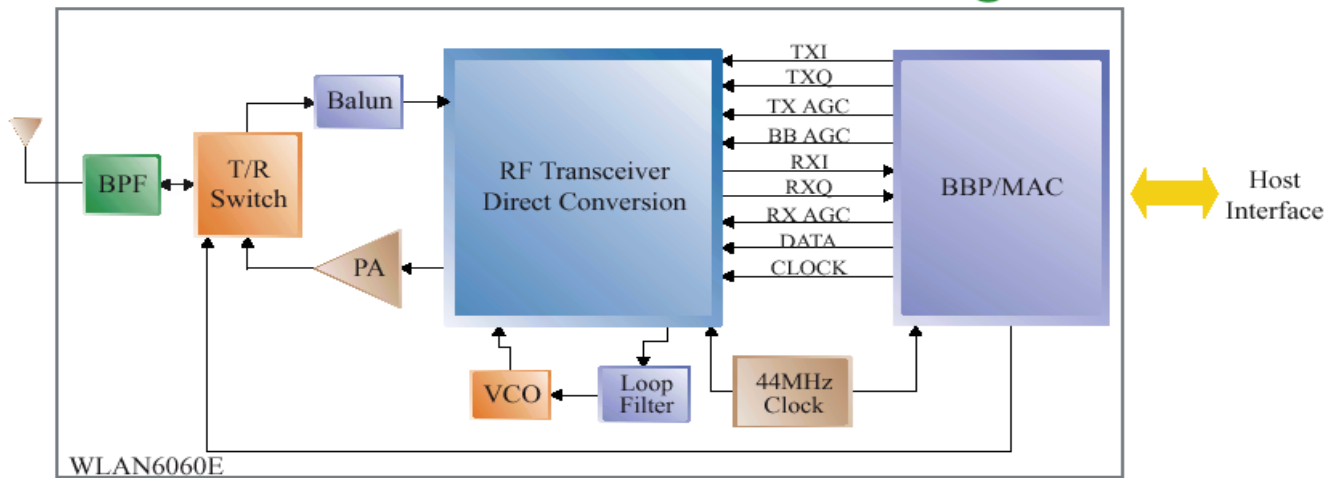 TXI
TXQ
TX AGC
BB AGC
RXI
RXQ
RX AGC
DATA
CLOCK
Balun
BPF
T/R
Switch
PA
RF Transceiver
Direct Conversion
BBP/MAC
Host
Interface
VCO
Loop
Filter
44MHz
Clock
WLAN6060E